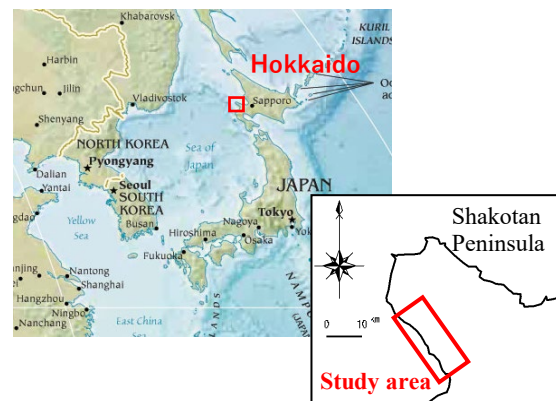 Khabarovsk
KURIL
ISLANDS
Harbin
Hokkaido
Jilin
Sapporo
Vladivostok
Shenyang
NORTH KOREA
Sea of
Japan
Pyongyang
Dalian
JAPAN
Seoul
Yantai
SOUTH
KOREA
Tokyo
Yellow
Sea
Busan
Nagoya
Hiroshima
Osaka
Fukuoka
Nantong
Shanghai
Hangzhou
Ningbo
Nanchang
East China
Sea
Shakotan
Peninsula
0 10 km
Study area